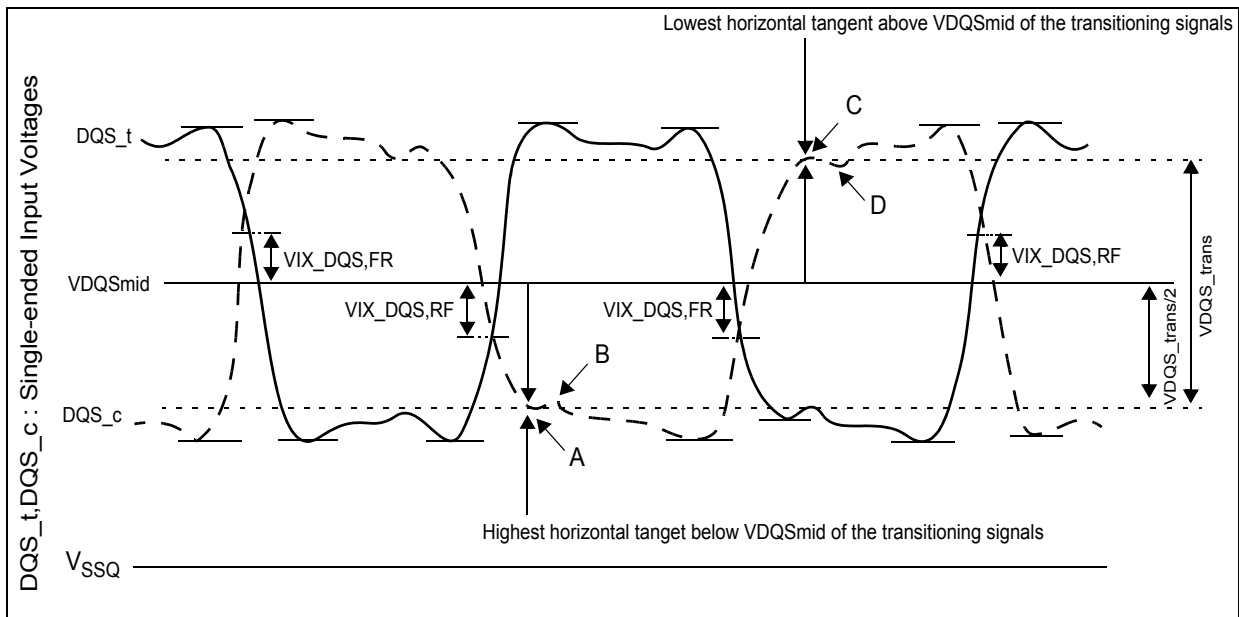 Lowest horizontal tangent above VDQSmid of the transitioning signals
DQS_t,DQS_c : Single-ended Input Voltages
DQS_t
C
D
VIX_DQS,FR
VIX_DQS,RF
VDQSmid
VIX_DQS,RF
VIX_DQS,FR
VDQS_trans/2
VDQS_trans
B
DQS_c
A
Highest horizontal tanget below VDQSmid of the transitioning signals
VSSQ